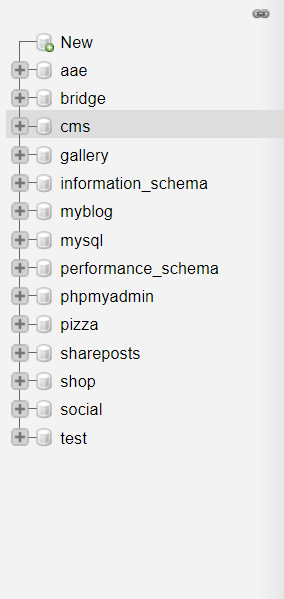 New
aae
bridge
cms
gallery
information_schema
myblog
mysql
performance_schema
phpmyadmin
pizza
shareposts
shop
social
test